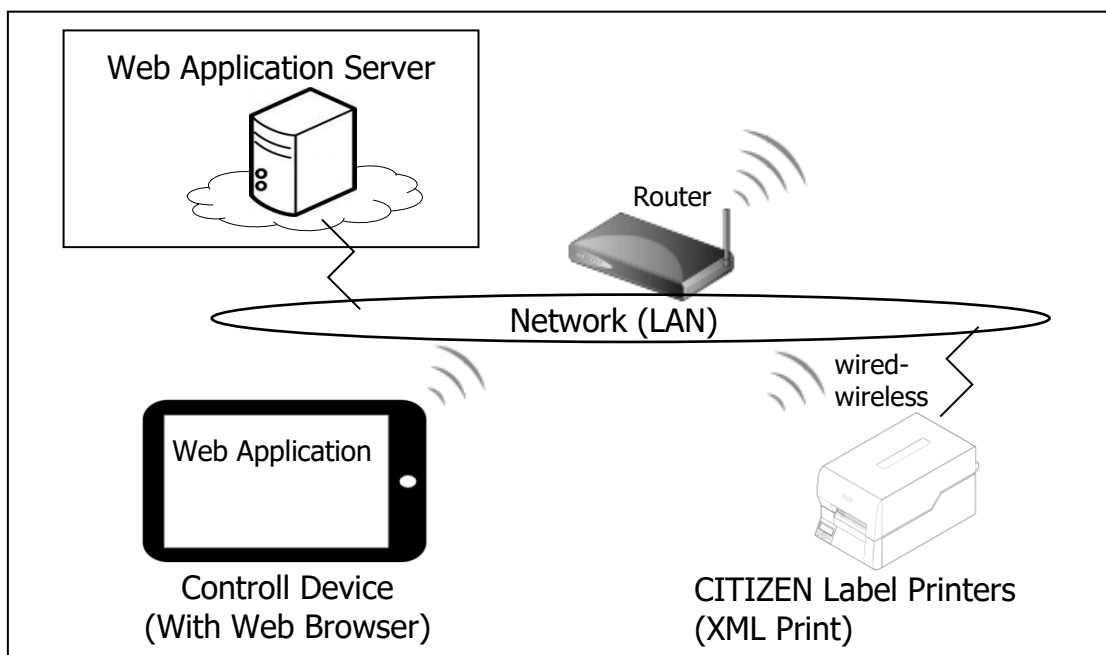 Web Application Server
Router
Network (LAN)
wired-
wireless
Web Application
Controll Device
(With Web Browser)
CITIZEN Label Printers
(XML Print)